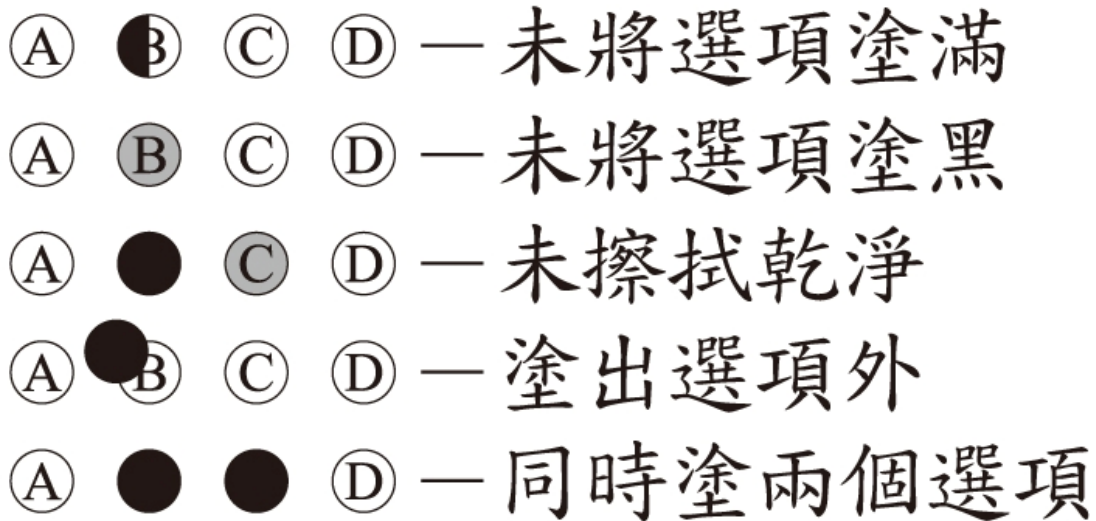 Ⓐ Ⓑ Ⓒ Ⓓ — 未將選項塗滿
Ⓐ Ⓑ Ⓒ Ⓓ — 未將選項塗黑
Ⓐ ● Ⓒ Ⓓ — 未擦拭乾淨
Ⓐ Ⓑ Ⓒ Ⓓ — 塗出選項外
Ⓐ ● ● Ⓓ — 同時塗兩個選項